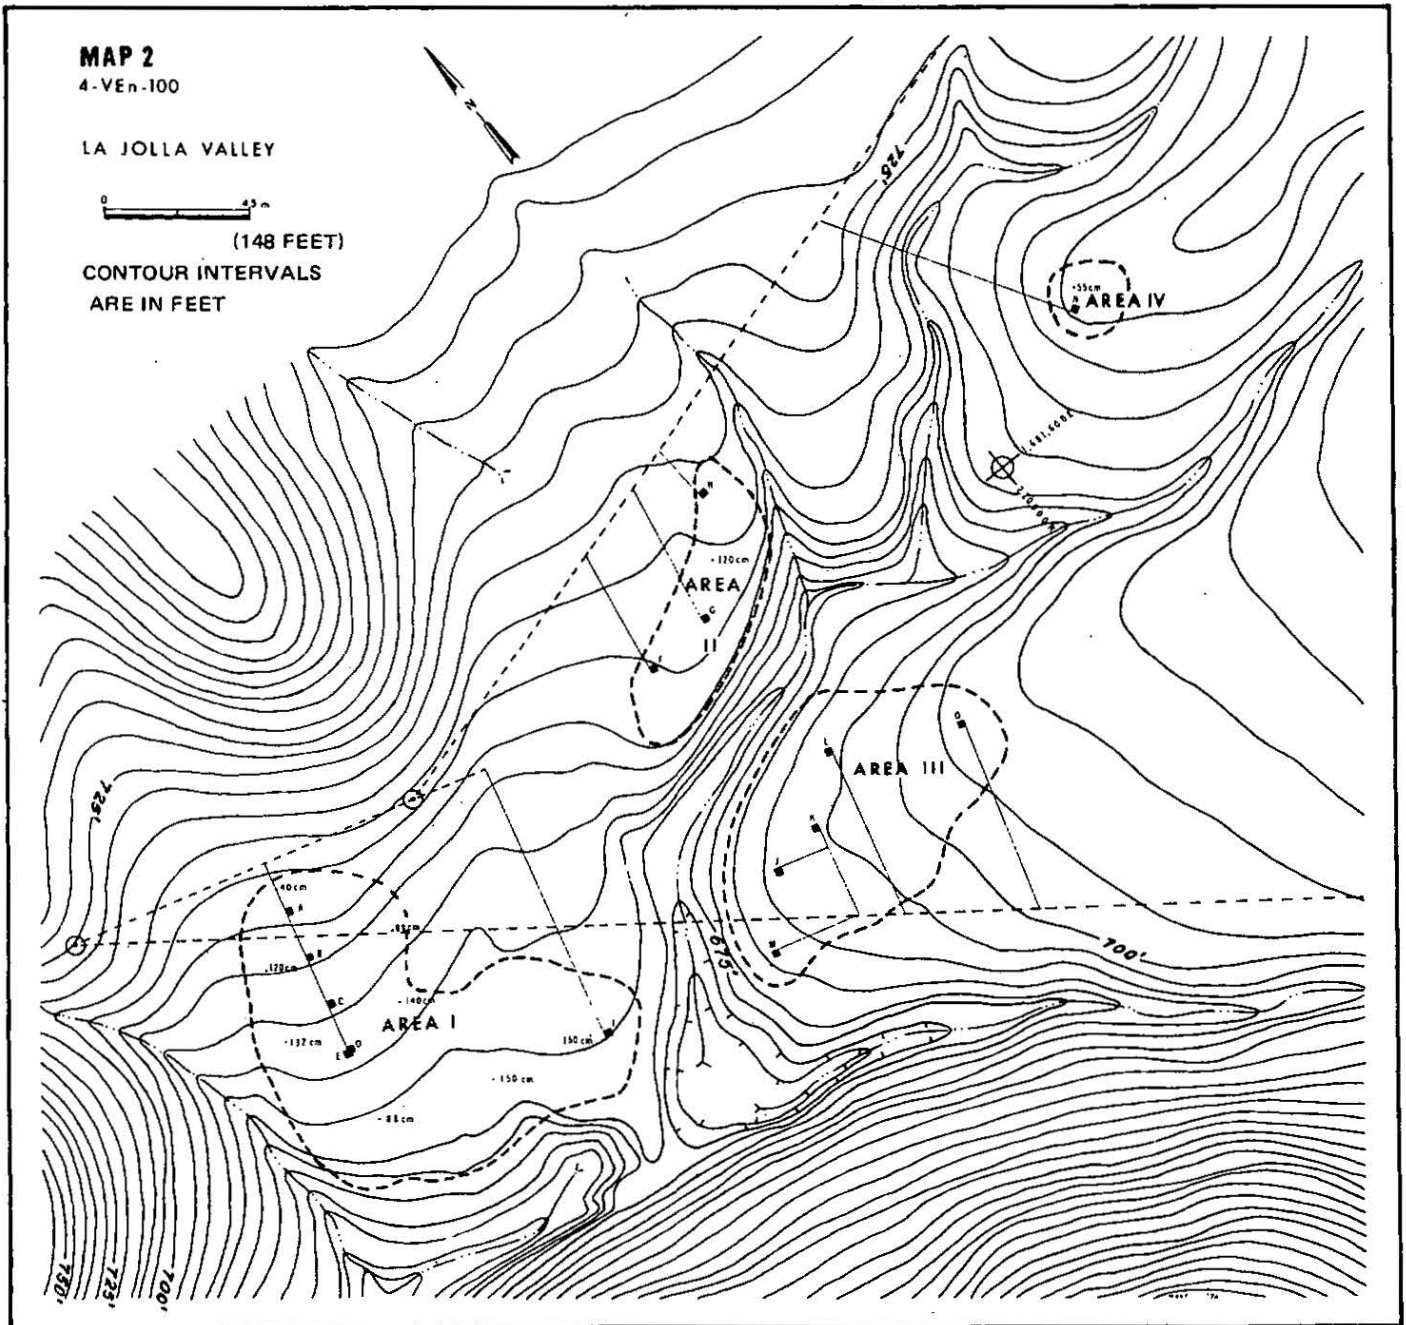 MAP 2
4-VEn-100
LA JOLLA VALLEY
0 45 m
(148 FEET)
CONTOUR INTERVALS
ARE IN FEET
N
725'
+55cm
AREA IV
H
-120cm
AREA
G
II
O
L
AREA III
K
J
M
725'
40cm
A
B
-120cm
C
-140cm
AREA I
-132 cm
E D
150 cm
I
-150 cm
-88 cm
675'
700'
750'
725'
700'